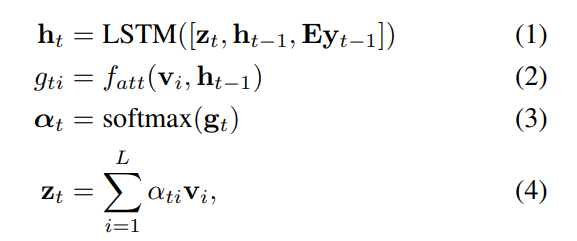 h_t = LSTM([z_t, h_{t−1}, Ey_{t−1}]) (1)
g_{ti} = f_{att}(v_i, h_{t−1}) (2)
α_t = softmax(g_t) (3)
z_t = ∑_{i=1}^{L} α_{ti}v_i, (4)